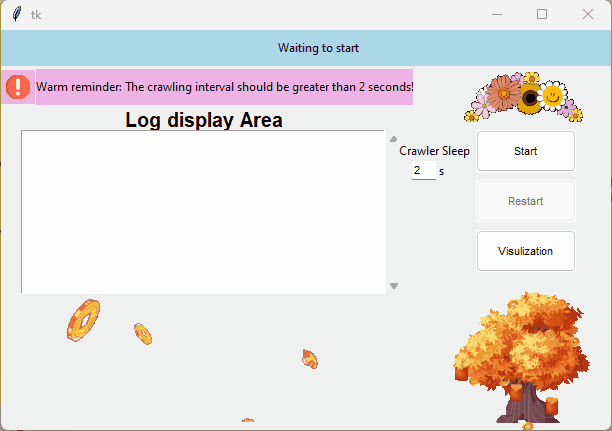 tk
Waiting to start
Warm reminder: The crawling interval should be greater than 2 seconds!
Log display Area
Crawler Sleep
2 s
Start
Restart
Visulization